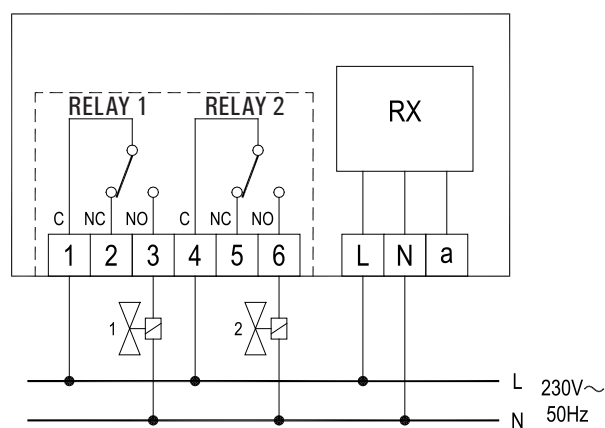 RELAY 1 RELAY 2
RX
C NC NO C NC NO
1 2 3 4 5 6 L N a
1 2
L 230V~
N 50Hz